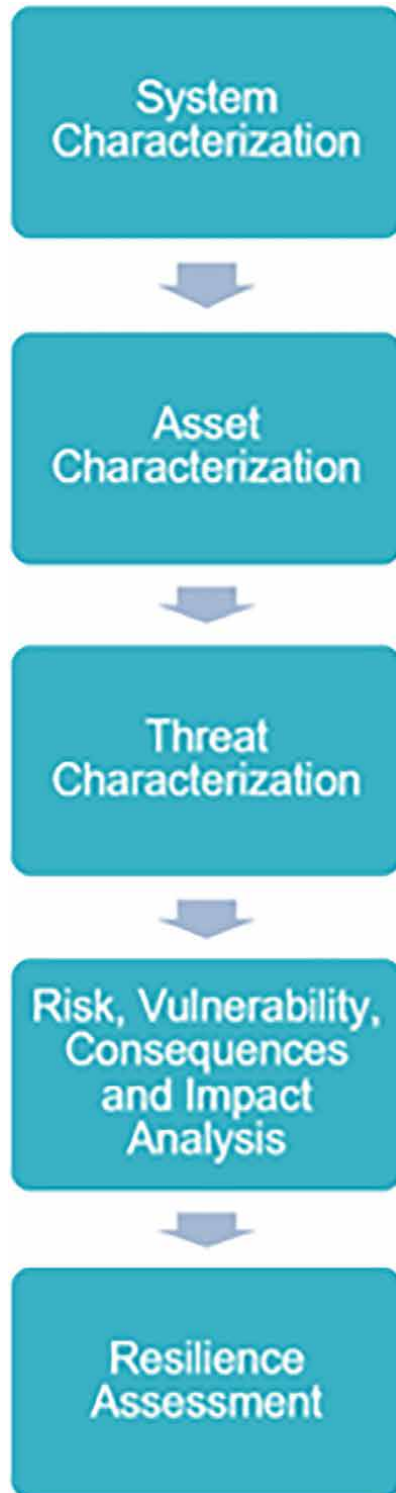 System
Characterization
Asset
Characterization
Threat
Characterization
Risk, Vulnerability,
Consequences
and Impact
Analysis
Resilience
Assessment